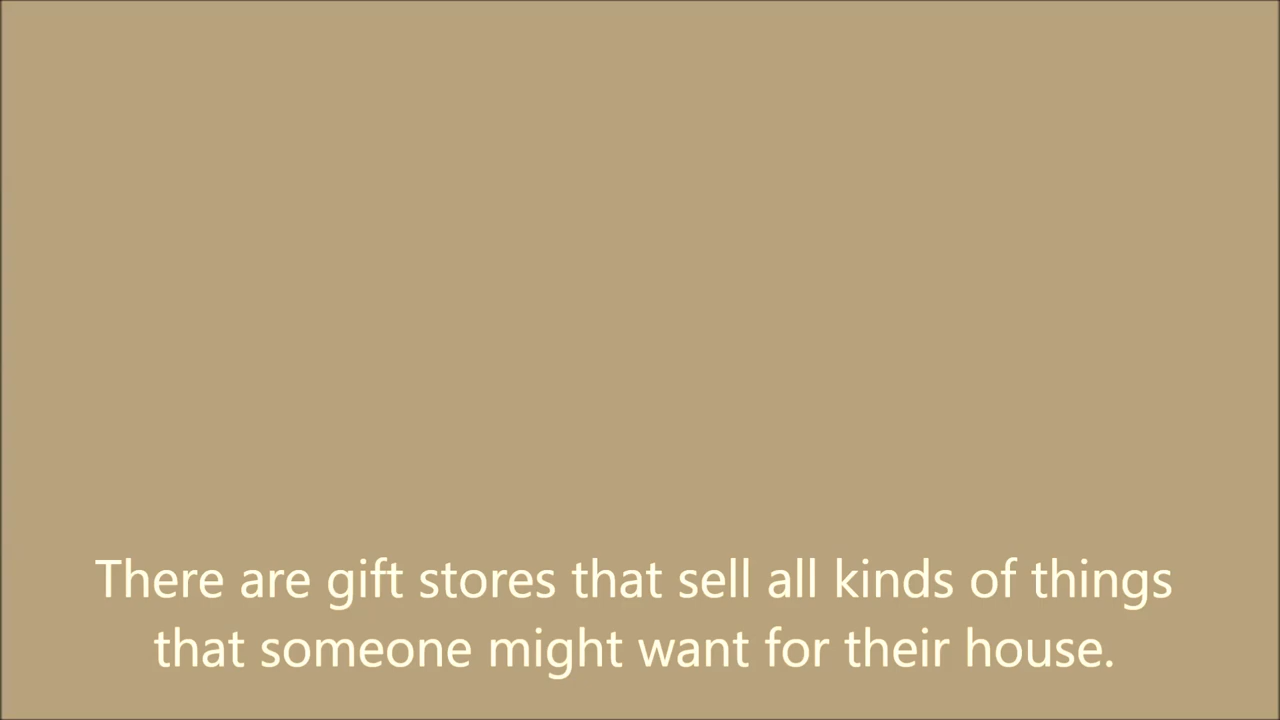 There are gift stores that sell all kinds of things
that someone might want for their house.